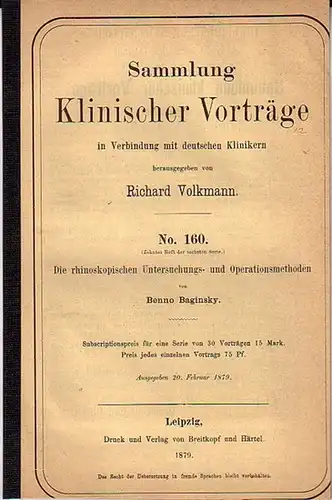 Sammlung
Klinischer Vorträge
in Verbindung mit deutschen Klinikern
herausgegeben von
Richard Volkmann.
No. 160.
(Zehntes Heft der sechsten Serie.)
Die rhinoskopischen Untersuchungs- und Operationsmethoden
von
Benno Baginsky.
Subscriptionspreis für eine Serie von 30 Vorträgen 15 Mark.
Preis jedes einzelnen Vortrags 75 Pf.
Ausgegeben 20. Februar 1879.
Leipzig,
Druck und Verlag von Breitkopf und Härtel.
1879.
Das Recht der Uebersetzung in fremde Sprachen bleibt vorbehalten.